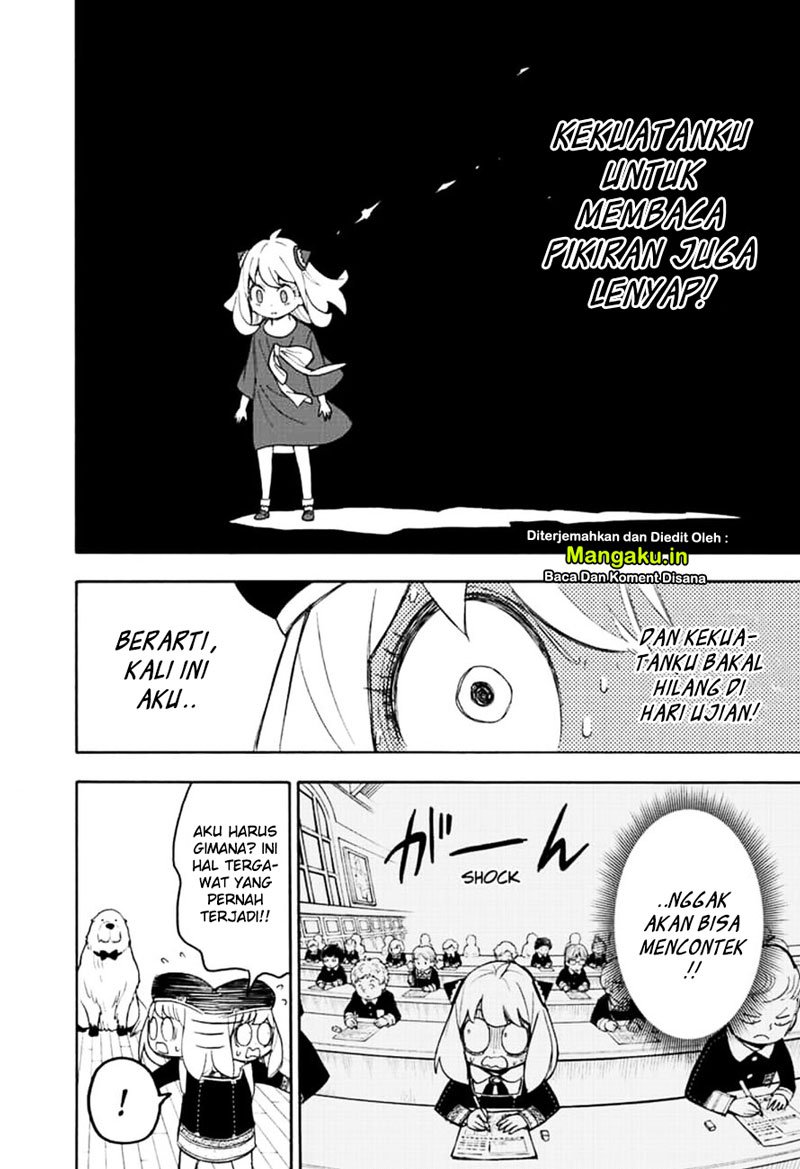 KEKUATANKU
UNTUK
MEMBACA
PIKIRAN JUGA
LENYAP!
Diterjemahkan dan Diedit Oleh :
Mangaku.in
Baca Dan Koment Disana
DAN KEKUA-
TANKU BAKAL
HILANG DI
HARI UJIAN!
BERARTI,
KALI INI
AKU..
..NGGAK
AKAN BISA
MENCONTEK
!!
がーん
SHOCK
AKU HARUS
GIMANA? INI
HAL TERGA-
WAT YANG
PERNAH
TERJADI!!
!